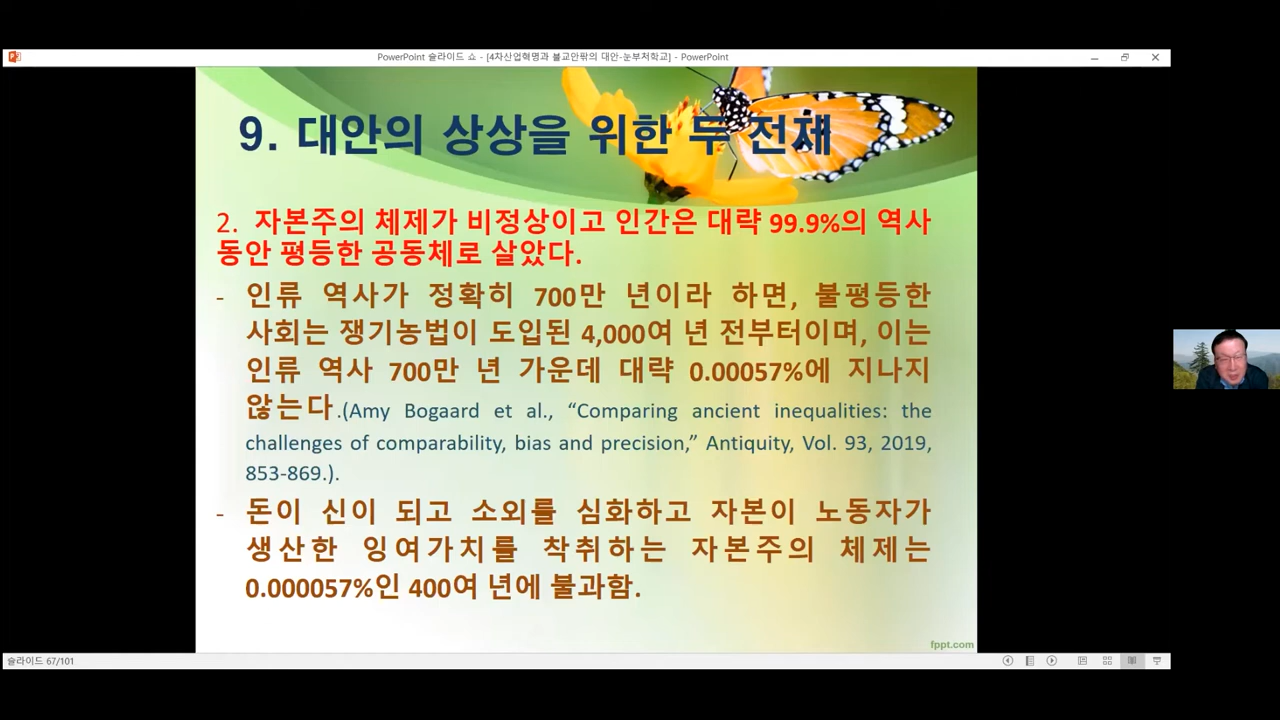 PowerPoint 슬라이드 쇼 - [4차산업혁명과 불교안팎의 대안-눈부처학교] - PowerPoint
9. 대안의 상상을 위한 두 전제
2. 자본주의 체제가 비정상이고 인간은 대략 99.9%의 역사
동안 평등한 공동체로 살았다.
- 인류 역사가 정확히 700만 년이라 하면, 불평등한
사회는 쟁기농법이 도입된 4,000여 년 전부터이며, 이는
인류 역사 700만 년 가운데 대략 0.00057%에 지나지
않는다.(Amy Bogaard et al., “Comparing ancient inequalities: the
challenges of comparability, bias and precision,” Antiquity, Vol. 93, 2019,
853-869.).
- 돈이 신이 되고 소외를 심화하고 자본이 노동자가
생산한 잉여가치를 착취하는 자본주의 체제는
0.000057%인 400여 년에 불과함.
fppt.com
슬라이드 67/101